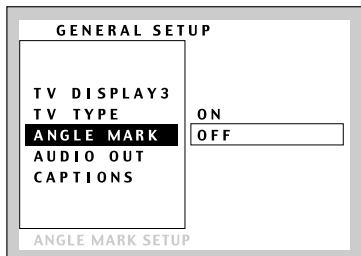 GENERAL SETUP
TV DISPLAY3
TV TYPE
ON
ANGLE MARK
OFF
AUDIO OUT
CAPTIONS
ANGLE MARK SETUP